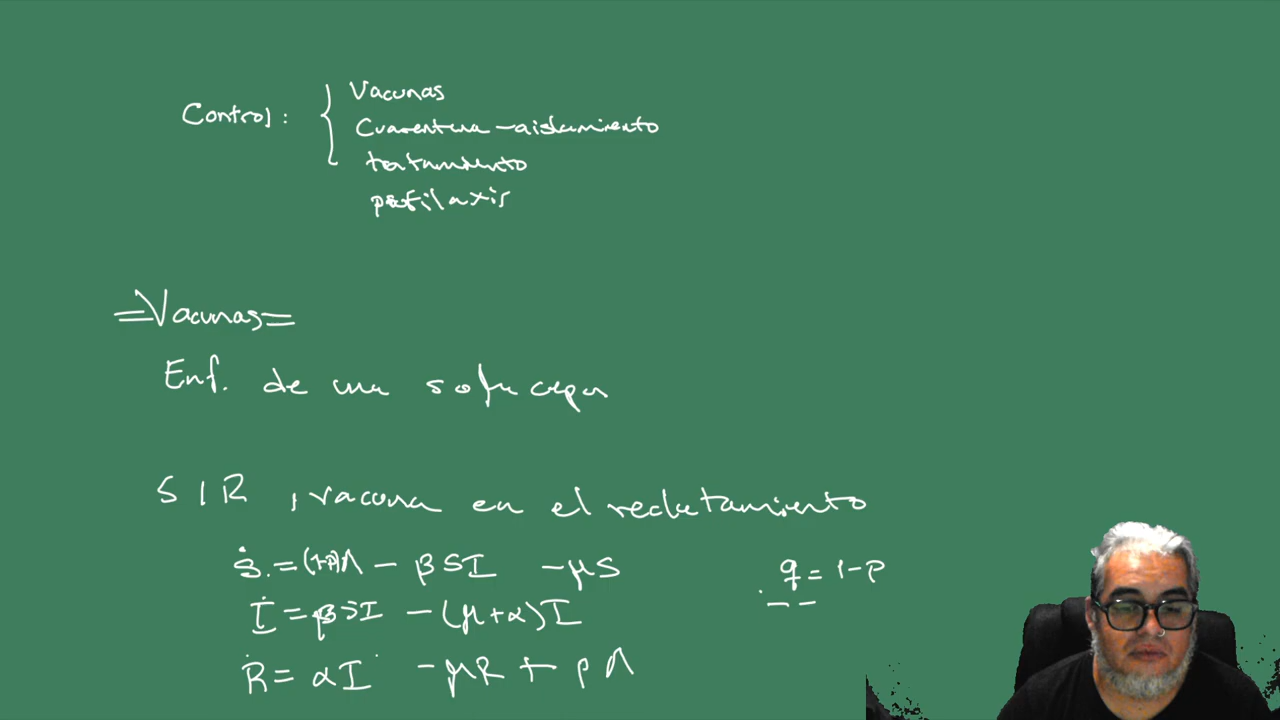 Control: { Vacunas
Cuarentena - aislamiento
tratamiento
profilaxis
= Vacunas =
Enf. de una sola cepa
SIR, vacuna en el reclutamiento
Ṡ = (1-p)Λ - βSI - μS
q = 1-p
İ = βSI - (μ+α)I
Ṙ = αI - μR + pΛ